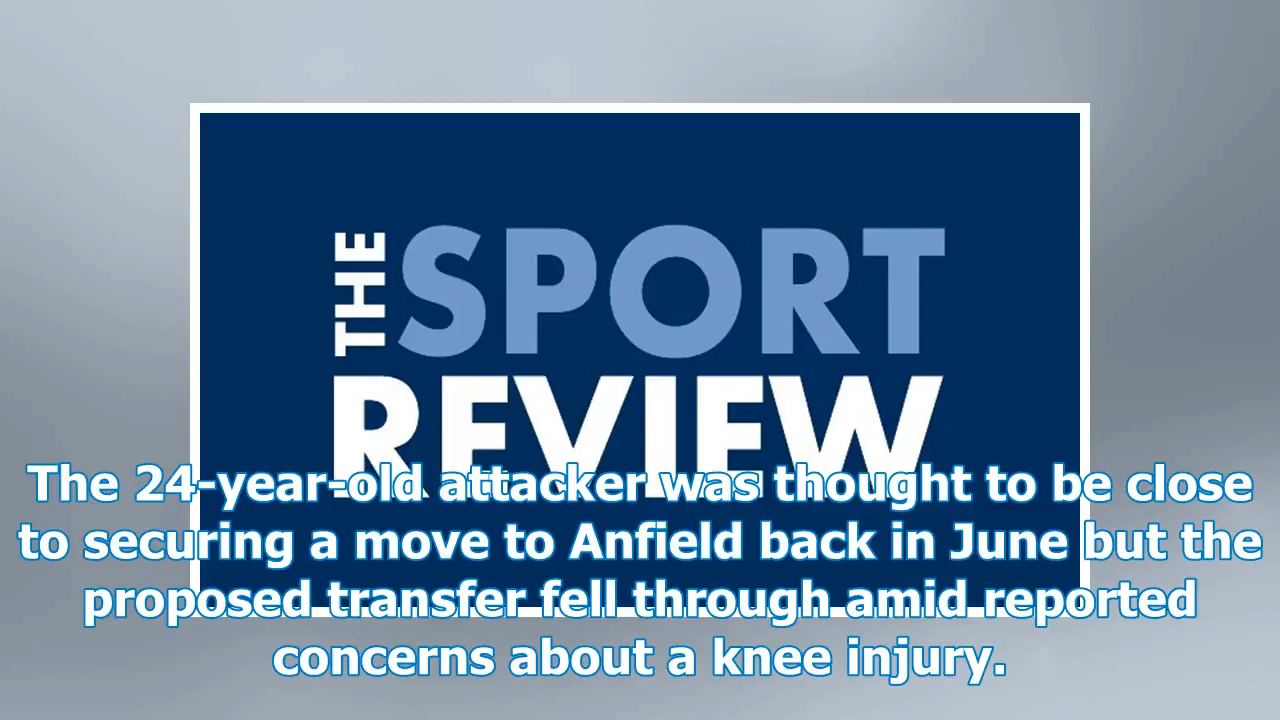 THE
SPORT
REVIEW
The 24-year-old attacker was thought to be close
to securing a move to Anfield back in June but the
proposed transfer fell through amid reported
concerns about a knee injury.